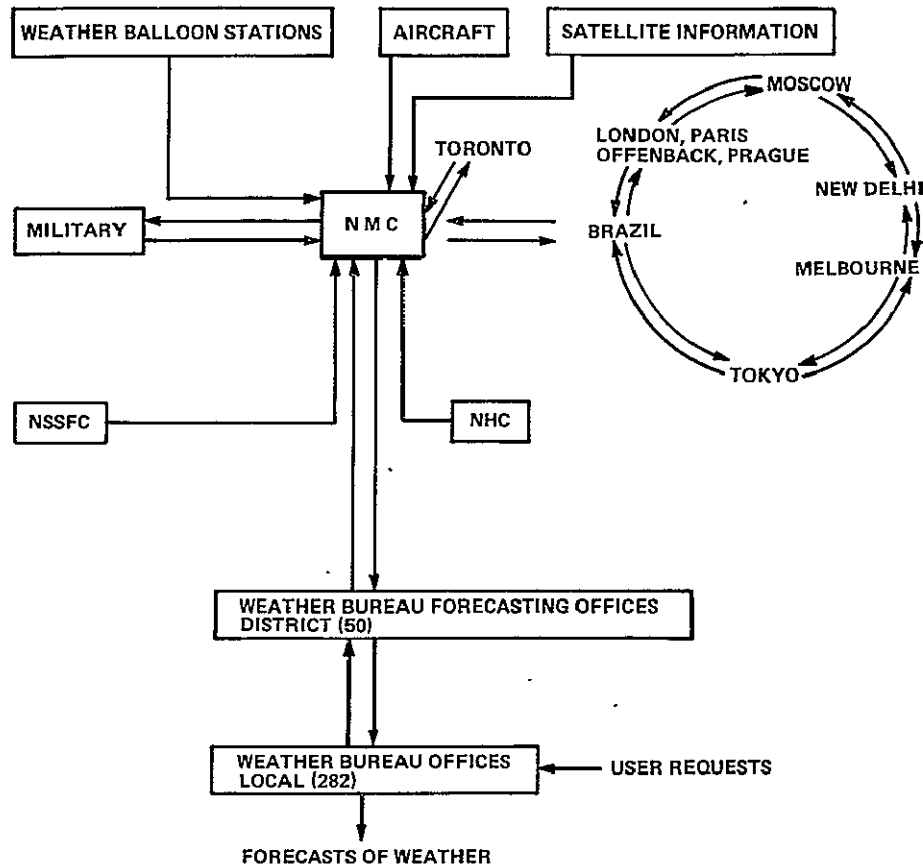 WEATHER BALLOON STATIONS
AIRCRAFT
SATELLITE INFORMATION
MOSCOW
TORONTO
LONDON, PARIS
OFFENBACK, PRAGUE
NEW DELHI
MILITARY
N M C
BRAZIL
MELBOURNE
TOKYO
NSSFC
NHC
WEATHER BUREAU FORECASTING OFFICES
DISTRICT (50)
WEATHER BUREAU OFFICES
LOCAL (282)
USER REQUESTS
FORECASTS OF WEATHER